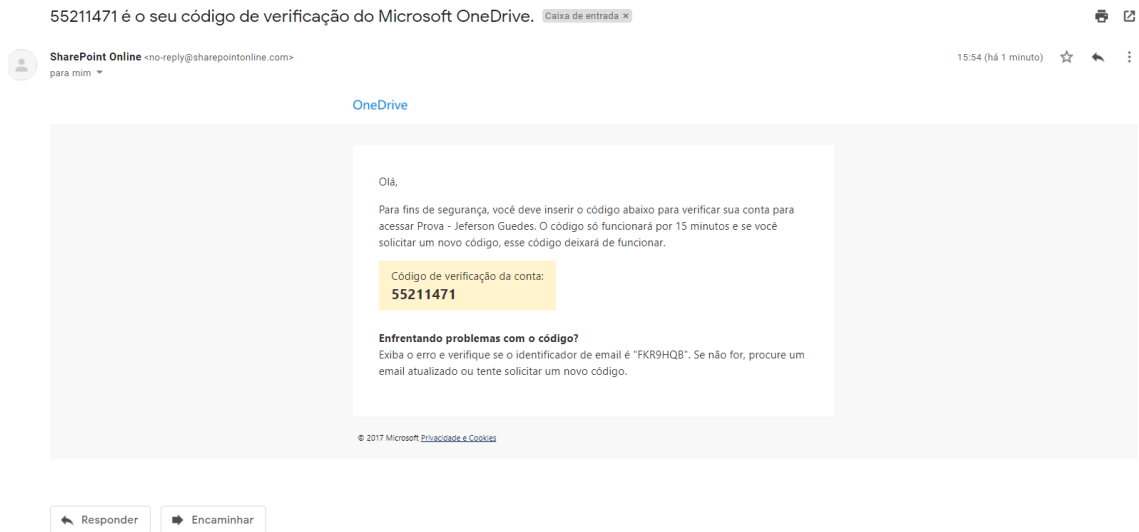 55211471 é o seu código de verificação do Microsoft OneDrive. Caixa de entrada ×
SharePoint Online <no-reply@sharepointonline.com> 15:54 (há 1 minuto)
para mim
OneDrive
Olá,
Para fins de segurança, você deve inserir o código abaixo para verificar sua conta para
acessar Prova - Jeferson Guedes. O código só funcionará por 15 minutos e se você
solicitar um novo código, esse código deixará de funcionar.
Código de verificação da conta:
55211471
Enfrentando problemas com o código?
Exiba o erro e verifique se o identificador de email é "FKR9HQB". Se não for, procure um
email atualizado ou tente solicitar um novo código.
© 2017 Microsoft Privacidade e Cookies
Responder Encaminhar